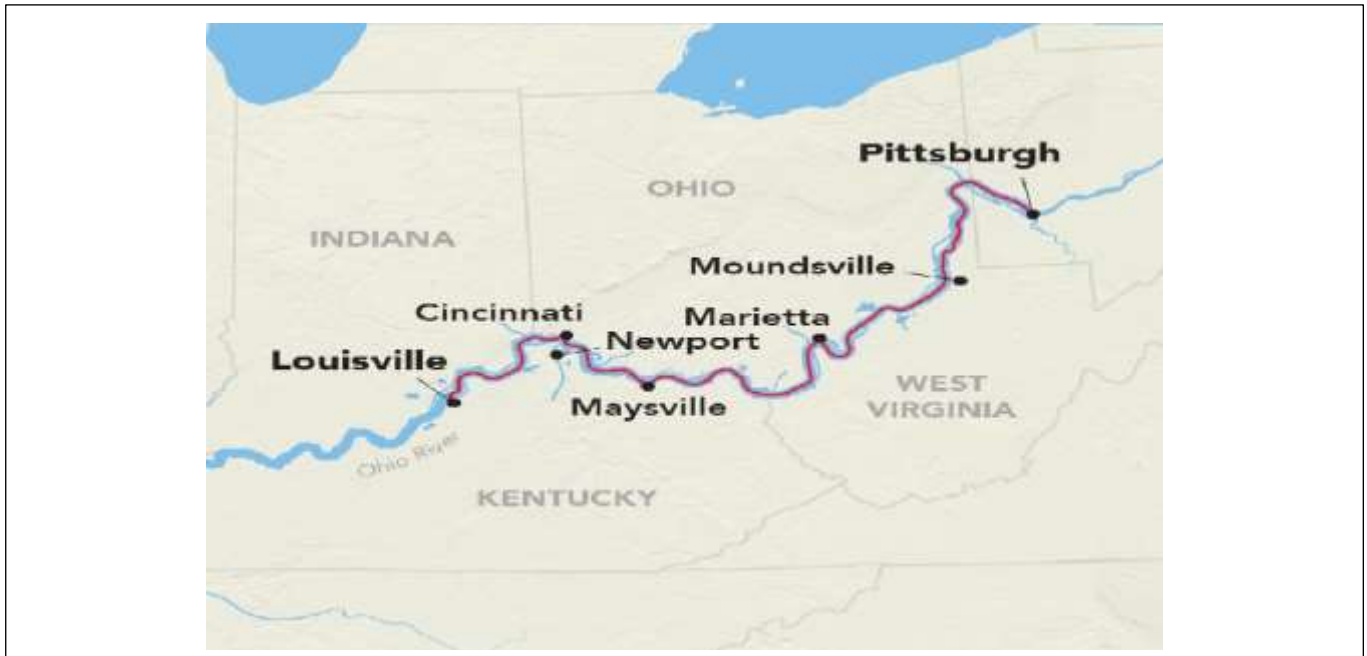 Pittsburgh
OHIO
INDIANA
Moundsville
Cincinnati
Marietta
Newport
Louisville
WEST
VIRGINIA
Maysville
Ohio River
KENTUCKY